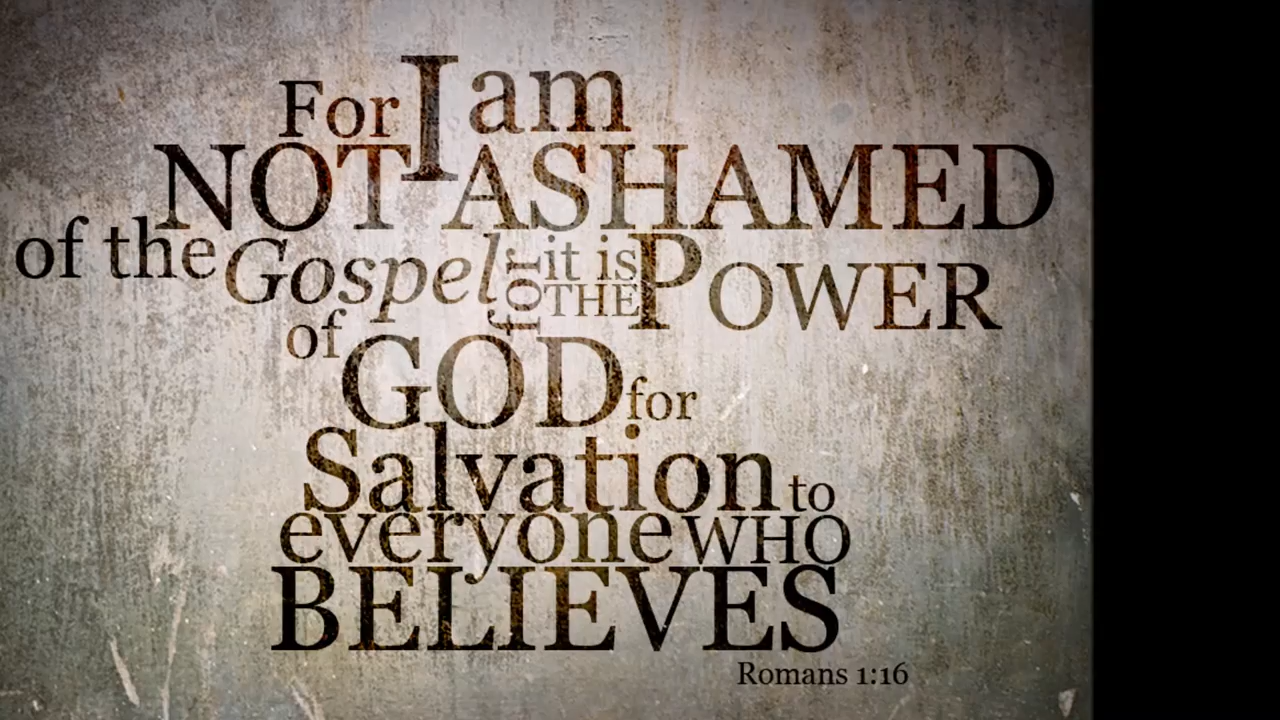 For I am
NOT ASHAMED
of the Gospel for it is THE POWER
of GOD for
Salvation to
everyone WHO
BELIEVES
Romans 1:16